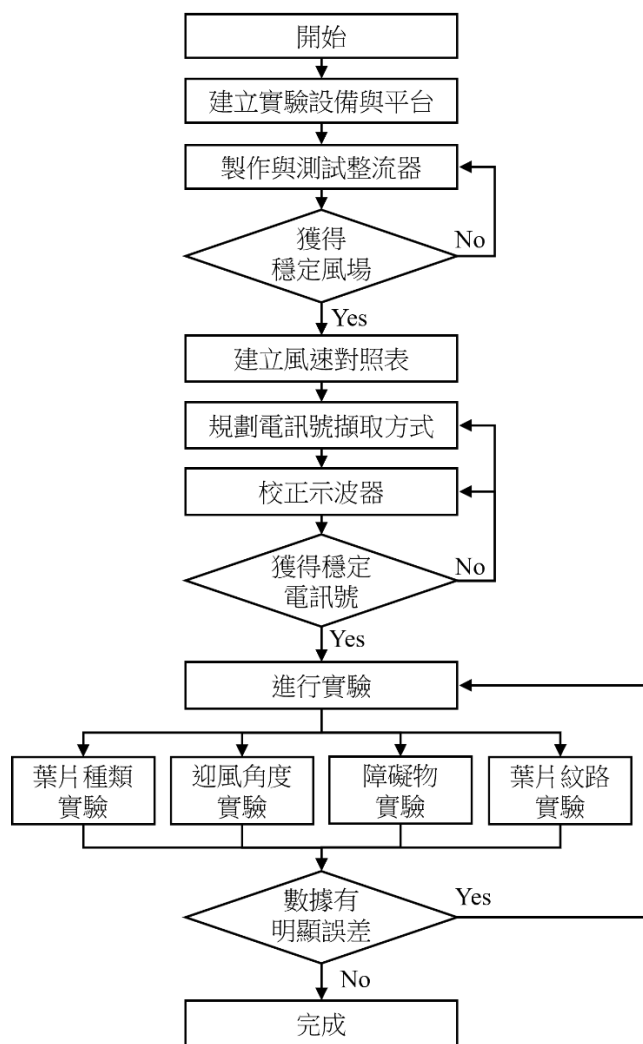 開始
建立實驗設備與平台
製作與測試整流器
獲得
穩定風場
No
Yes
建立風速對照表
規劃電訊號擷取方式
校正示波器
獲得穩定
電訊號
No
Yes
進行實驗
葉片種類
實驗
迎風角度
實驗
障礙物
實驗
葉片紋路
實驗
數據有
明顯誤差
Yes
No
完成